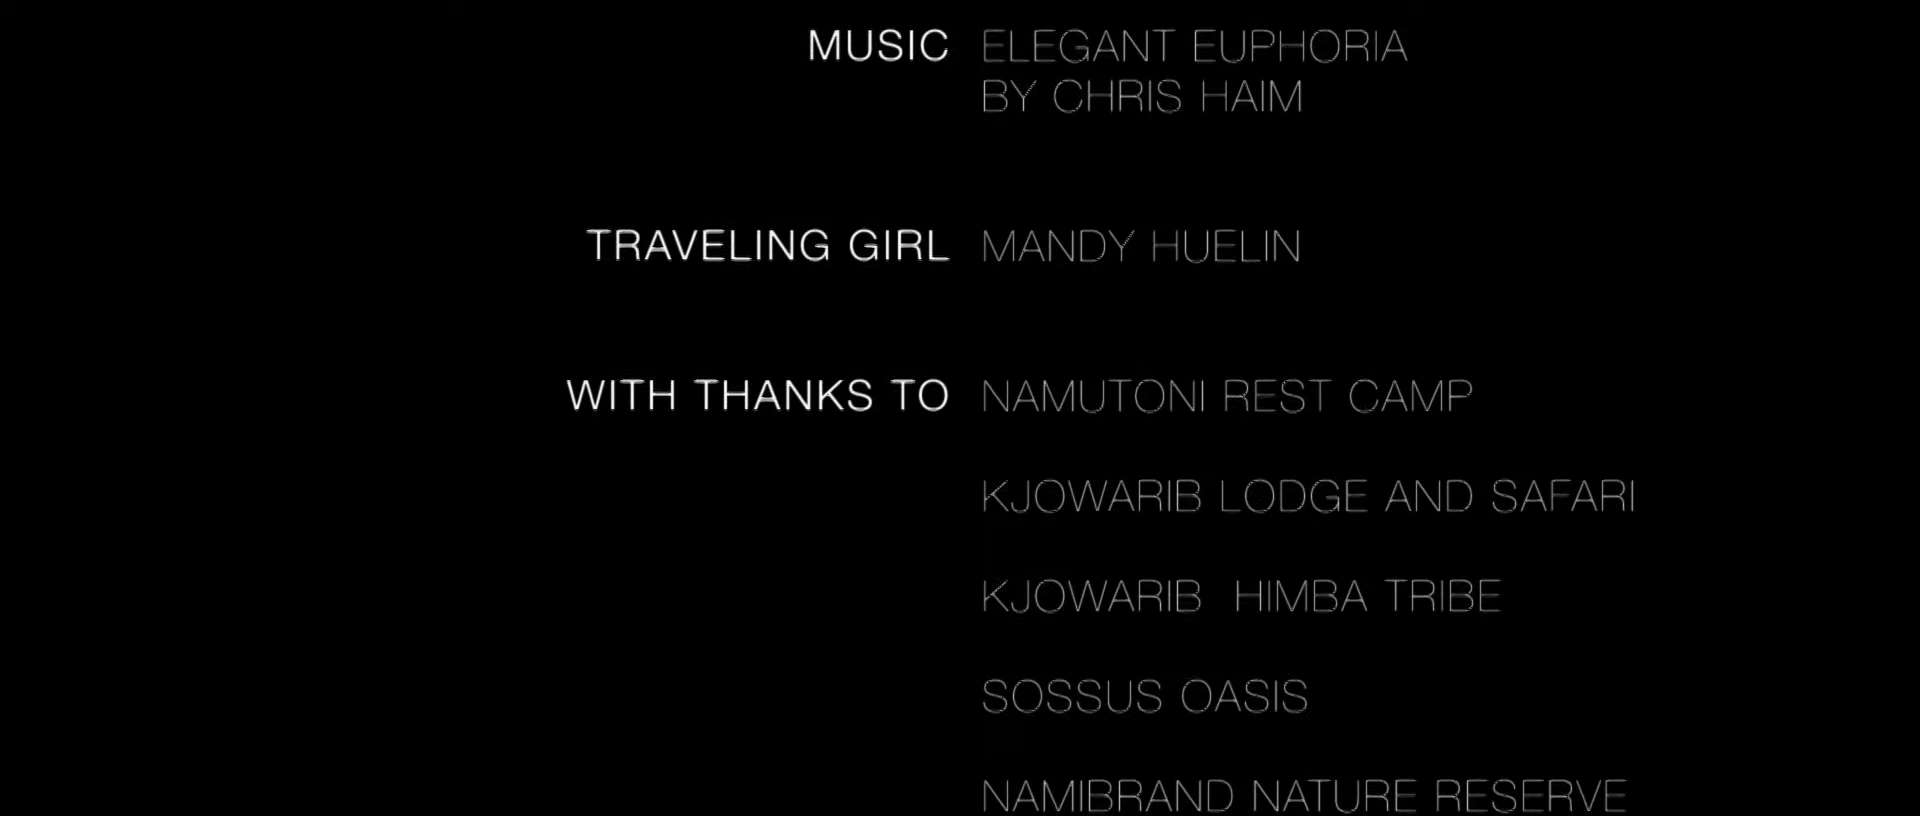 MUSIC ELEGANT EUPHORIA
BY CHRIS HAIM
TRAVELING GIRL MANDY HUELIN
WITH THANKS TO NAMUTONI REST CAMP
KJOWARIB LODGE AND SAFARI
KJOWARIB HIMBA TRIBE
SOSSUS OASIS
NAMIBRAND NATURE RESERVE